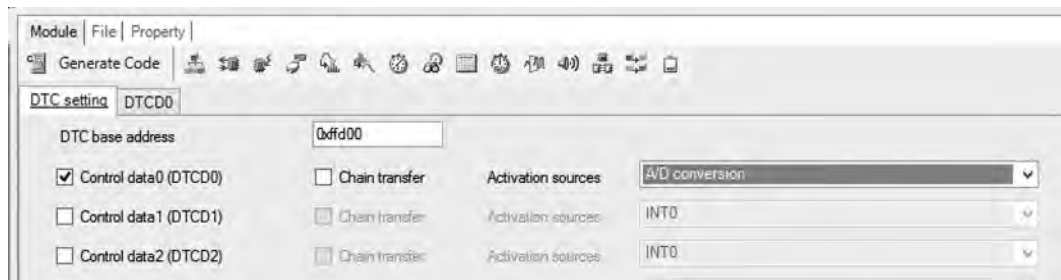 Module File Property
Generate Code
DTC setting DTCD0
DTC base address 0xffd00
Control data0 (DTCD0) Chain transfer Activation sources A/D conversion
Control data1 (DTCD1) Chain transfer Activation sources INT0
Control data2 (DTCD2) Chain transfer Activation sources INT0